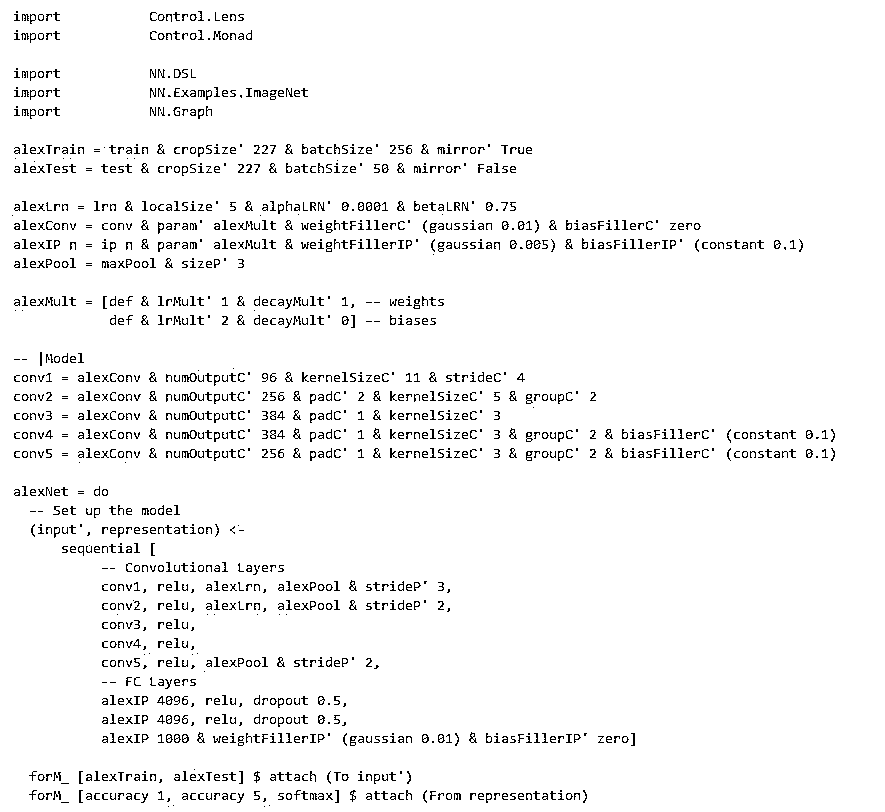 import           Control.Lens
import           Control.Monad

import           NN.DSL
import           NN.Examples.ImageNet
import           NN.Graph

alexTrain = train & cropSize' 227 & batchSize' 256 & mirror' True
alexTest = test & cropSize' 227 & batchSize' 50 & mirror' False

alexLrn = lrn & localSize' 5 & alphaLRN' 0.0001 & betaLRN' 0.75
alexConv = conv & param' alexMult & weightFillerC' (gaussian 0.01) & biasFillerC' zero
alexIP n = ip n & param' alexMult & weightFillerIP' (gaussian 0.005) & biasFillerIP' (constant 0.1)
alexPool = maxPool & sizeP' 3

alexMult = [def & lrMult' 1 & decayMult' 1, -- weights
            def & lrMult' 2 & decayMult' 0] -- biases

-- |Model
conv1 = alexConv & numOutputC' 96 & kernelSizeC' 11 & strideC' 4
conv2 = alexConv & numOutputC' 256 & padC' 2 & kernelSizeC' 5 & groupC' 2
conv3 = alexConv & numOutputC' 384 & padC' 1 & kernelSizeC' 3
conv4 = alexConv & numOutputC' 384 & padC' 1 & kernelSizeC' 3 & groupC' 2 & biasFillerC' (constant 0.1)
conv5 = alexConv & numOutputC' 256 & padC' 1 & kernelSizeC' 3 & groupC' 2 & biasFillerC' (constant 0.1)

alexNet = do
  -- Set up the model
  (input', representation) <-
      sequential [
           -- Convolutional Layers
           conv1, relu, alexLrn, alexPool & strideP' 3,
           conv2, relu, alexLrn, alexPool & strideP' 2,
           conv3, relu,
           conv4, relu,
           conv5, relu, alexPool & strideP' 2,
           -- FC Layers
           alexIP 4096, relu, dropout 0.5,
           alexIP 4096, relu, dropout 0.5,
           alexIP 1000 & weightFillerIP' (gaussian 0.01) & biasFillerIP' zero]

  forM_ [alexTrain, alexTest] $ attach (To input')
  forM_ [accuracy 1, accuracy 5, softmax] $ attach (From representation)